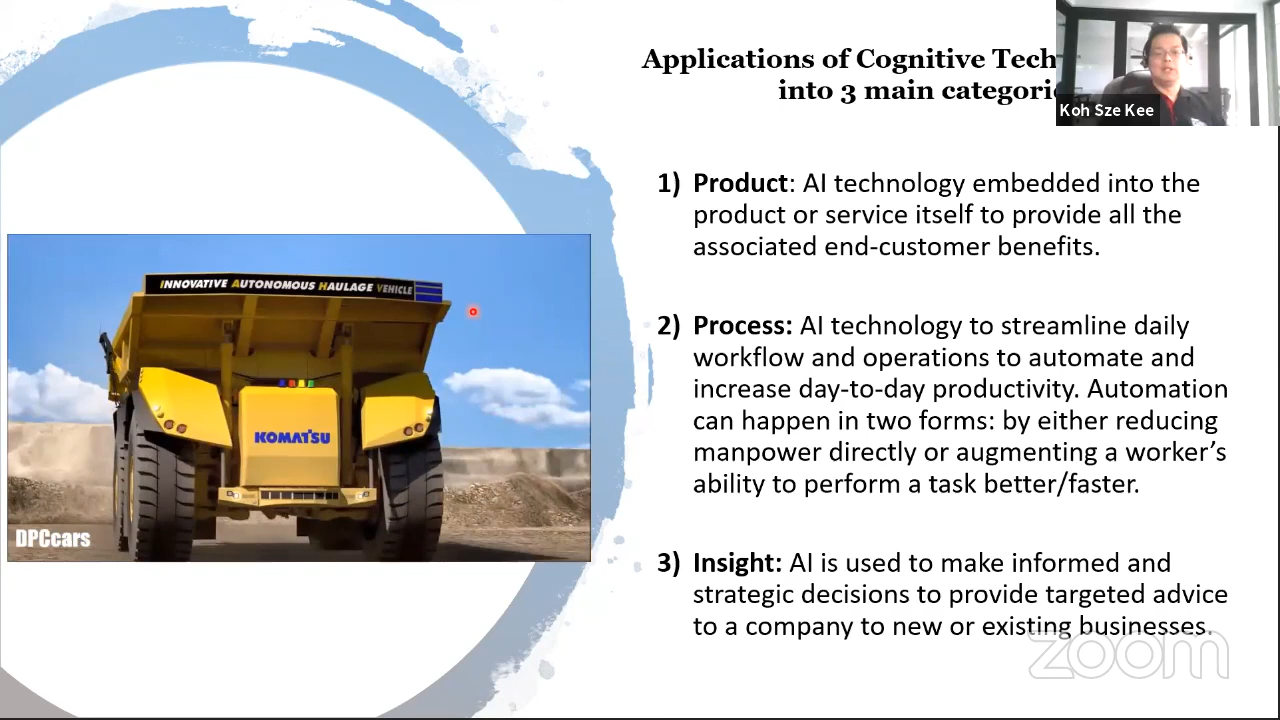 Applications of Cognitive Tech
into 3 main categori
Koh Sze Kee
1) Product: AI technology embedded into the
product or service itself to provide all the
associated end-customer benefits.
2) Process: AI technology to streamline daily
workflow and operations to automate and
increase day-to-day productivity. Automation
can happen in two forms: by either reducing
manpower directly or augmenting a worker’s
ability to perform a task better/faster.
3) Insight: AI is used to make informed and
strategic decisions to provide targeted advice
to a company to new or existing businesses.
INNOVATIVE AUTONOMOUS HAULAGE VEHICLE
KOMATSU
DPCcars
zoom